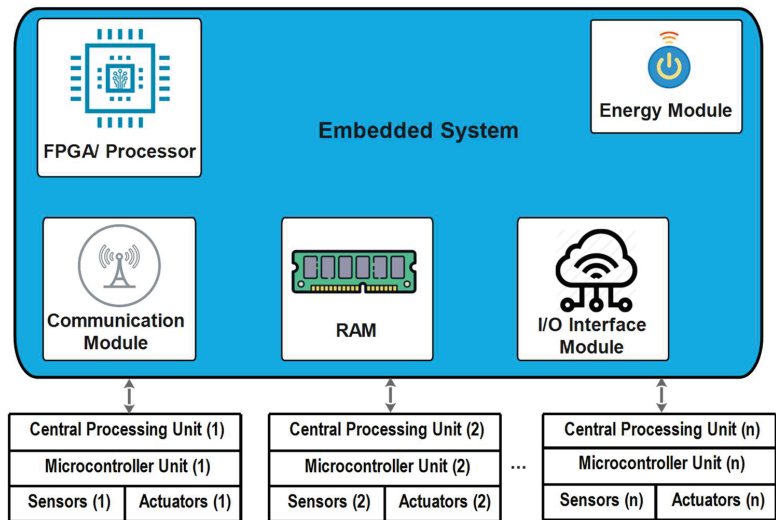 FPGA/ Processor
Energy Module
Embedded System
Communication
Module
RAM
I/O Interface
Module
Central Processing Unit (1)
Microcontroller Unit (1)
Sensors (1) Actuators (1)
Central Processing Unit (2)
Microcontroller Unit (2)
Sensors (2) Actuators (2)
...
Central Processing Unit (n)
Microcontroller Unit (n)
Sensors (n) Actuators (n)